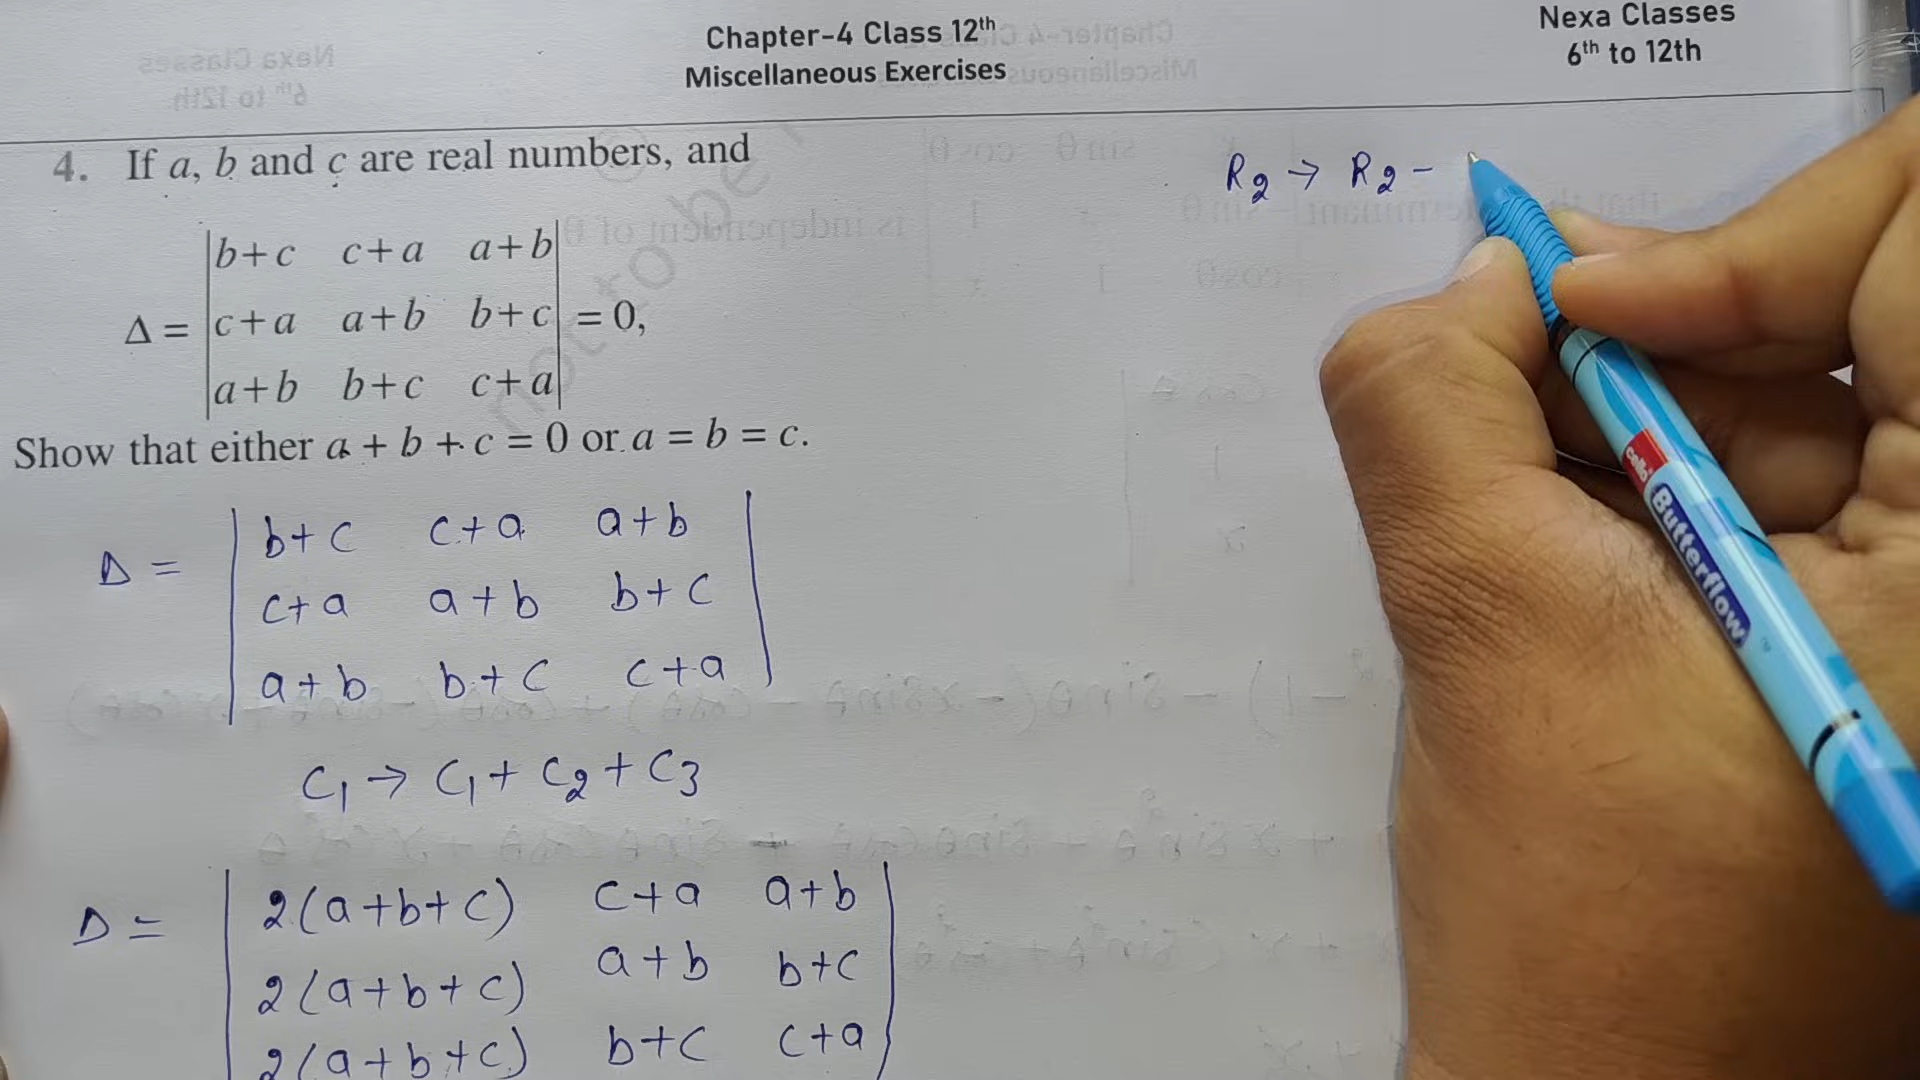 Chapter-4 Class 12th
Miscellaneous Exercises
Nexa Classes
6th to 12th
4. If a, b and c are real numbers, and
Δ = |b+c c+a a+b|
|c+a a+b b+c| = 0,
|a+b b+c c+a|
Show that either a + b + c = 0 or a = b = c.
R2 → R2 -
Δ = | b+c c+a a+b |
| c+a a+b b+c |
| a+b b+c c+a |
C1 → C1 + C2 + C3
Δ = | 2(a+b+c) c+a a+b |
| 2(a+b+c) a+b b+c |
| 2(a+b+c) b+c c+a |
cello
Butterflow